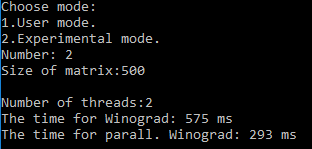 Choose mode:
1.User mode.
2.Experimental mode.
Number: 2
Size of matrix:500
Number of threads:2
The time for Winograd: 575 ms
The time for parall. Winograd: 293 ms